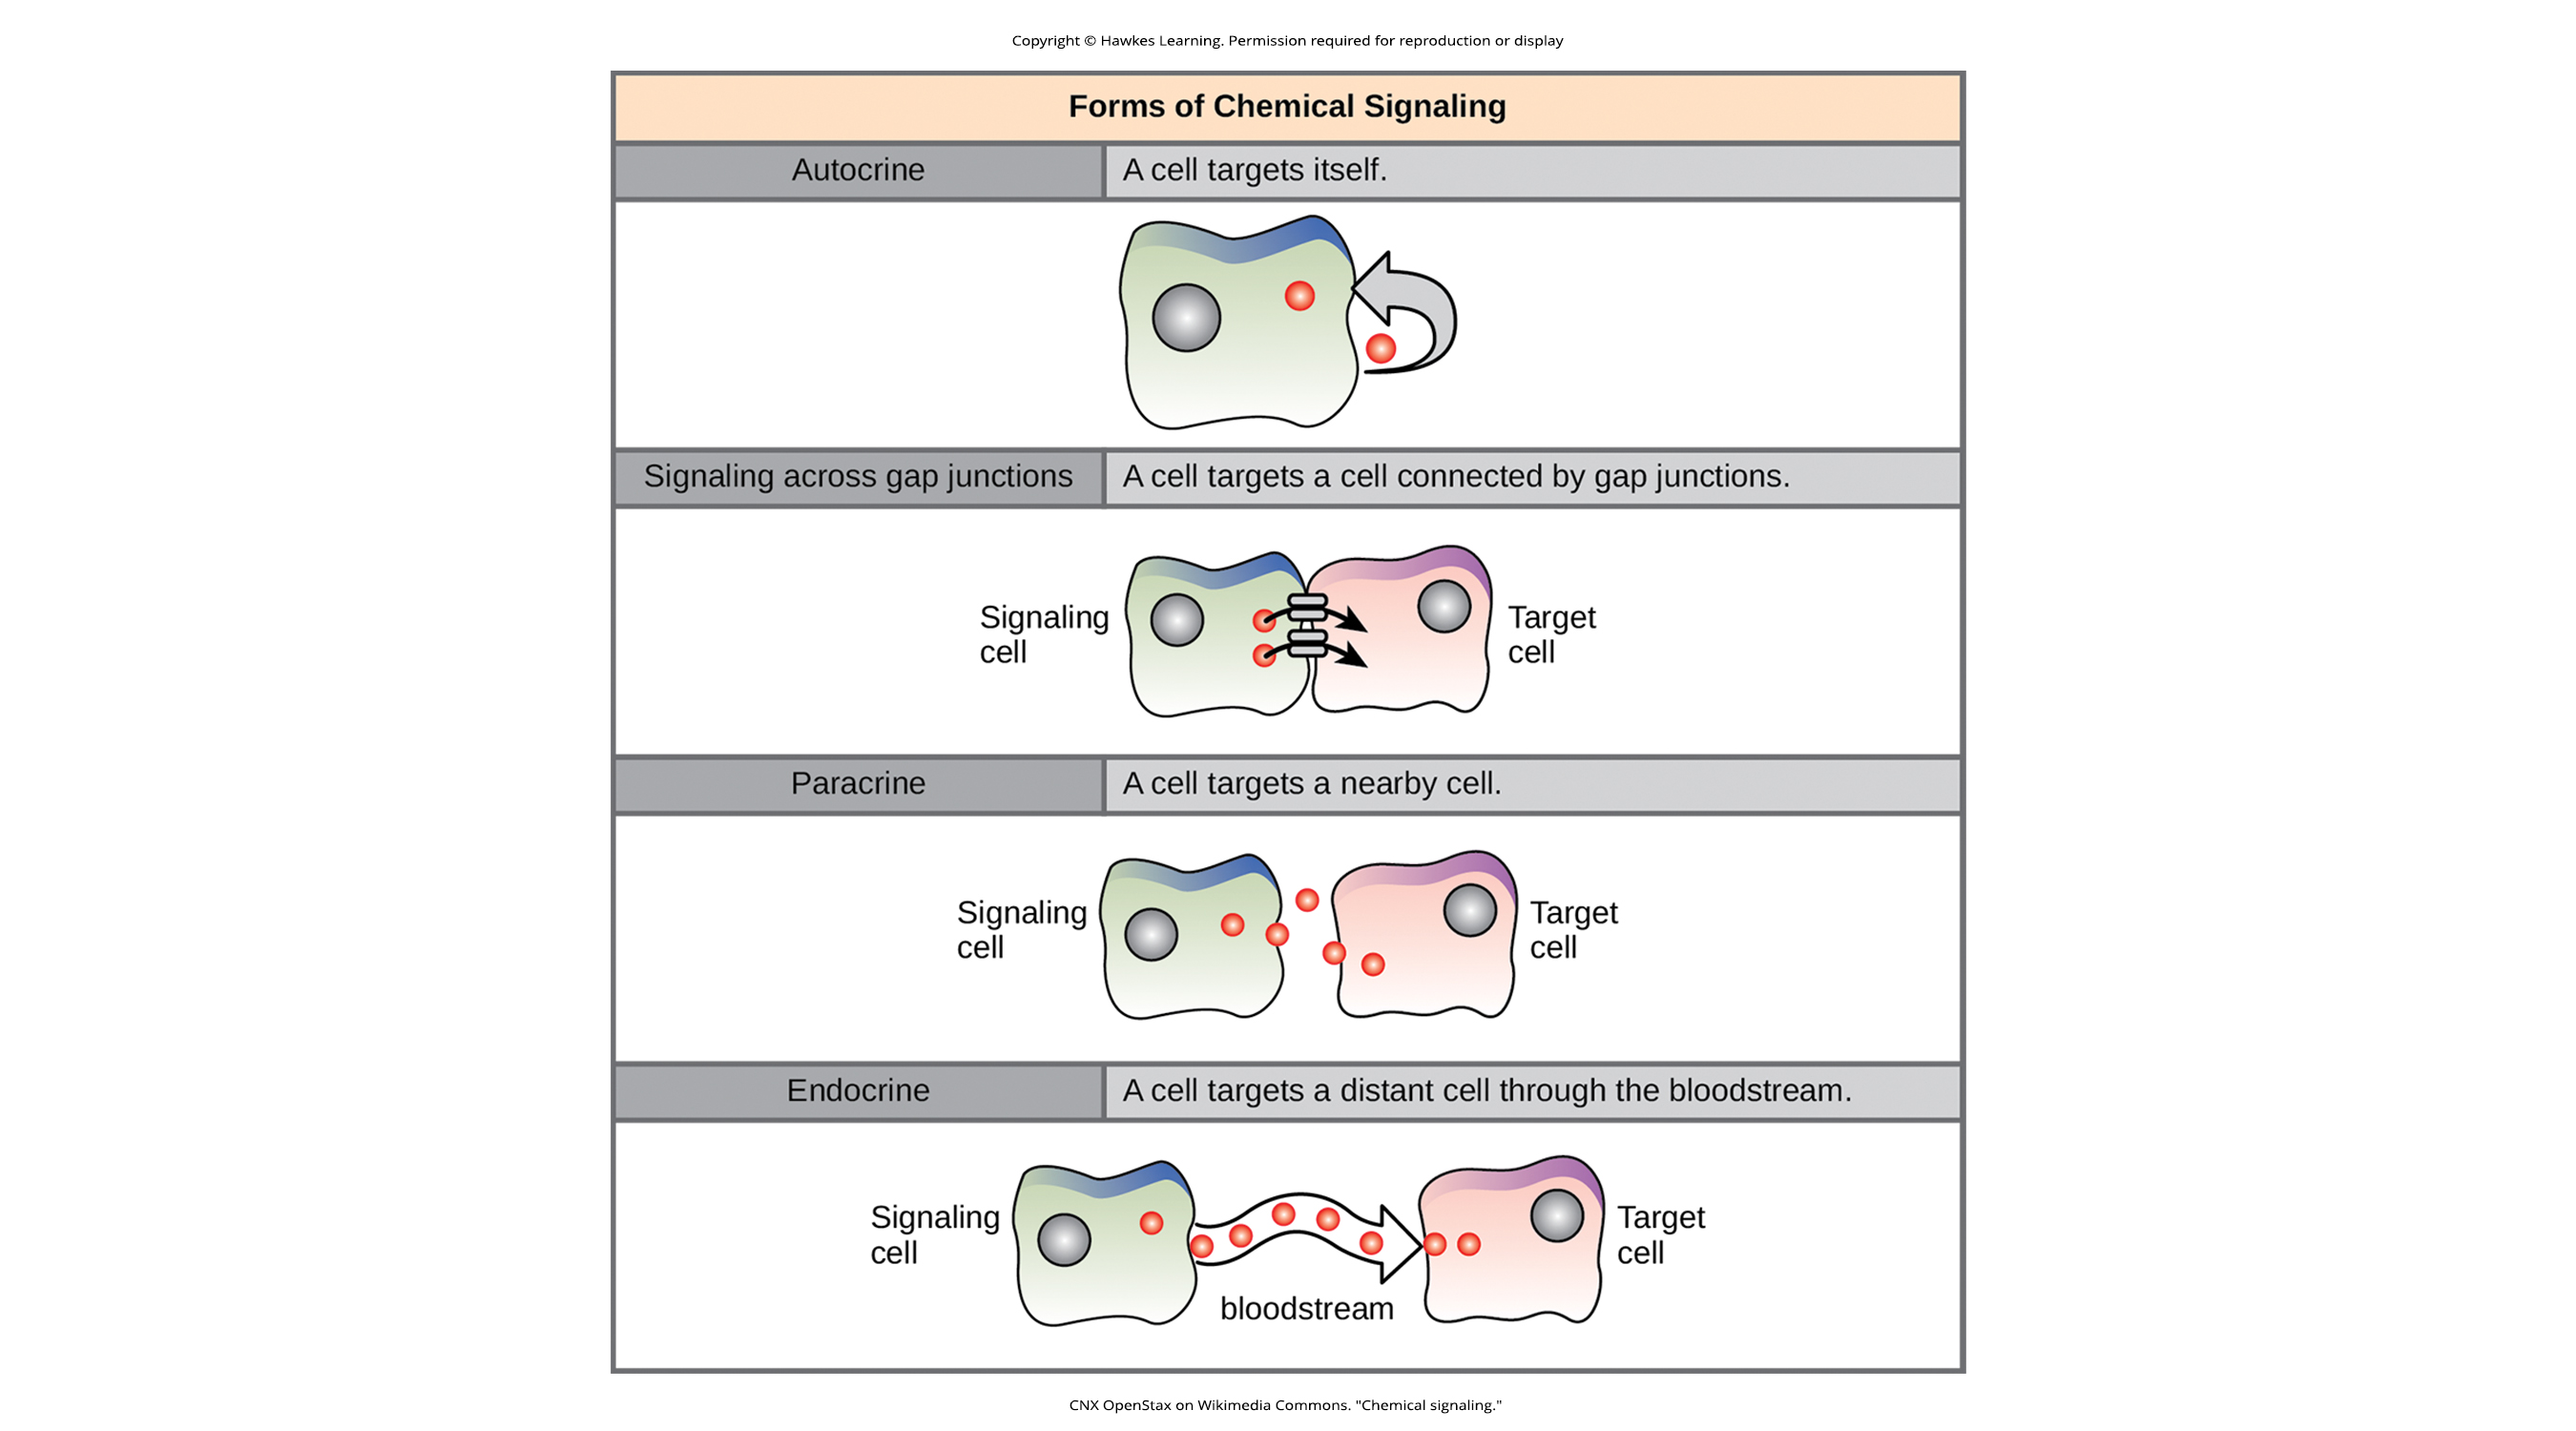 Copyright © Hawkes Learning. Permission required for reproduction or display
Forms of Chemical Signaling
Autocrine
A cell targets itself.
Signaling across gap junctions
A cell targets a cell connected by gap junctions.
Signaling
cell
Target
cell
Paracrine
A cell targets a nearby cell.
Signaling
cell
Target
cell
Endocrine
A cell targets a distant cell through the bloodstream.
Signaling
cell
Target
cell
bloodstream
CNX OpenStax on Wikimedia Commons. "Chemical signaling."